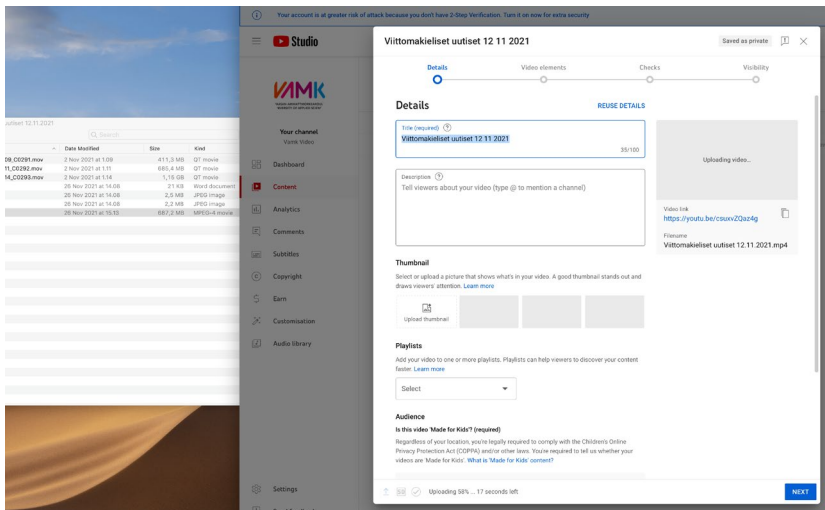 Your account is at greater risk of attack because you don't have 2-Step Verification. Turn it on now for extra security
Studio
VAMK
Your channel
Vamk Video
Dashboard
Content
Analytics
Comments
Subtitles
Copyright
Earn
Customisation
Audio library
Settings
uutiset 12.11.2021
Search
Date Modified Size Kind
09_C0291.mov 2 Nov 2021 at 1.09 411,3 MB QT movie
11_C0292.mov 2 Nov 2021 at 1.11 685,4 MB QT movie
14_C0293.mov 2 Nov 2021 at 1.14 1,15 GB QT movie
26 Nov 2021 at 14.08 21 KB Word document
26 Nov 2021 at 14.08 2,5 MB JPEG image
26 Nov 2021 at 14.08 2,2 MB JPEG image
26 Nov 2021 at 15.13 887,2 MB MPEG-4 movie
Viittomakieliset uutiset 12 11 2021
Saved as private
Details Video elements Checks Visibility
Details
REUSE DETAILS
Title (required)
Viittomakieliset uutiset 12 11 2021
35/100
Description
Tell viewers about your video (type @ to mention a channel)
Uploading video...
Video link
https://youtu.be/csuxvZQaz4g
Filename
Viittomakieliset uutiset 12.11.2021.mp4
Thumbnail
Select or upload a picture that shows what's in your video. A good thumbnail stands out and
draws viewers' attention. Learn more
Upload thumbnail
Playlists
Add your video to one or more playlists. Playlists can help viewers to discover your content
faster. Learn more
Select
Audience
Is this video 'Made for Kids'? (required)
Regardless of your location, you're legally required to comply with the Children's Online
Privacy Protection Act (COPPA) and/or other laws. You're required to tell us whether your
videos are 'Made for Kids'. What is 'Made for Kids' content?
Uploading 58% ... 17 seconds left
NEXT